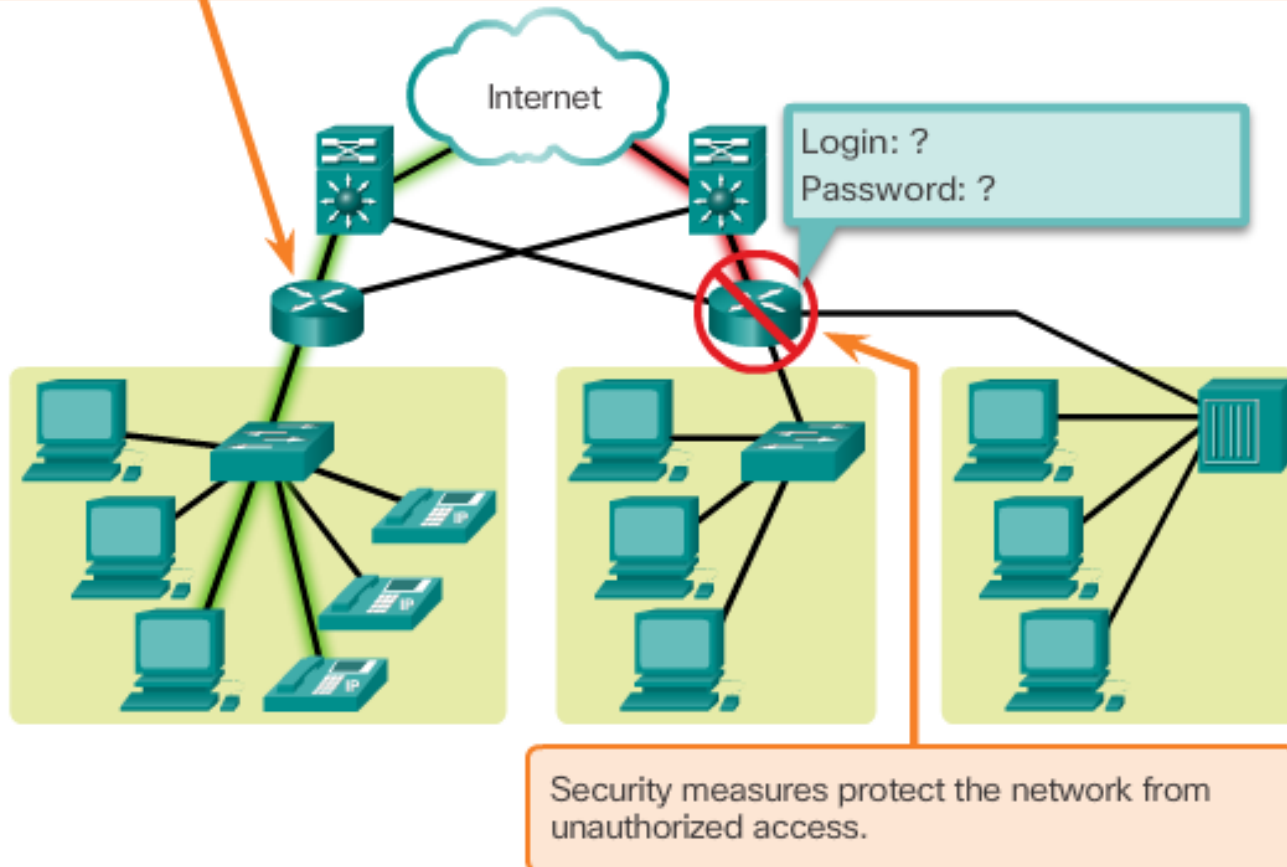 Internet
Login: ?
Password: ?
IP
IP
IP
Security measures protect the network from
unauthorized access.